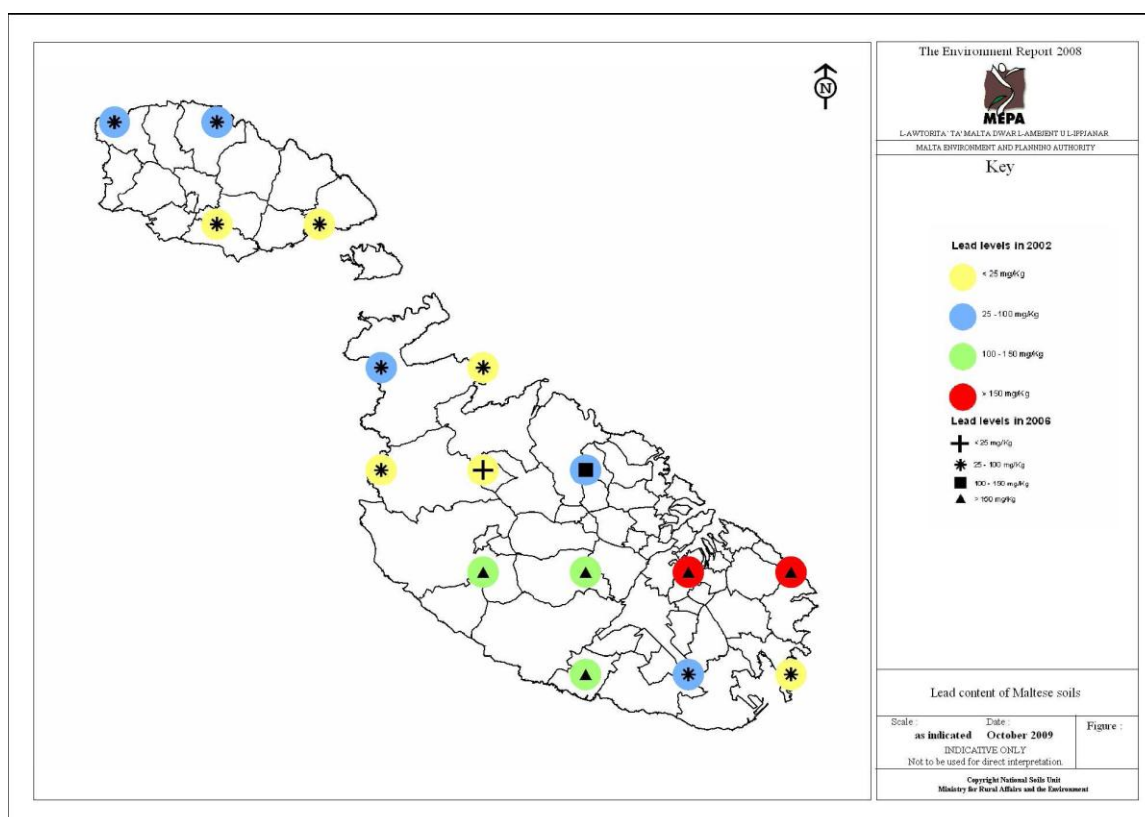 The Environment Report 2008
MEPA
L-AWTORITA` TA' MALTA DWAR L-AMBJENT U L-IPPJANAR
MALTA ENVIRONMENT AND PLANNING AUTHORITY
Key
N
Lead levels in 2002
< 25 mg/Kg
25 - 100 mg/Kg
100 - 150 mg/Kg
> 150 mg/Kg
Lead levels in 2006
< 25 mg/Kg
25 - 100 mg/Kg
100 - 150 mg/Kg
> 150 mg/Kg
Lead content of Maltese soils
Scale :
as indicated
Date :
October 2009
Figure :
INDICATIVE ONLY
Not to be used for direct interpretation.
Copyright National Soils Unit
Ministry for Rural Affairs and the Environment